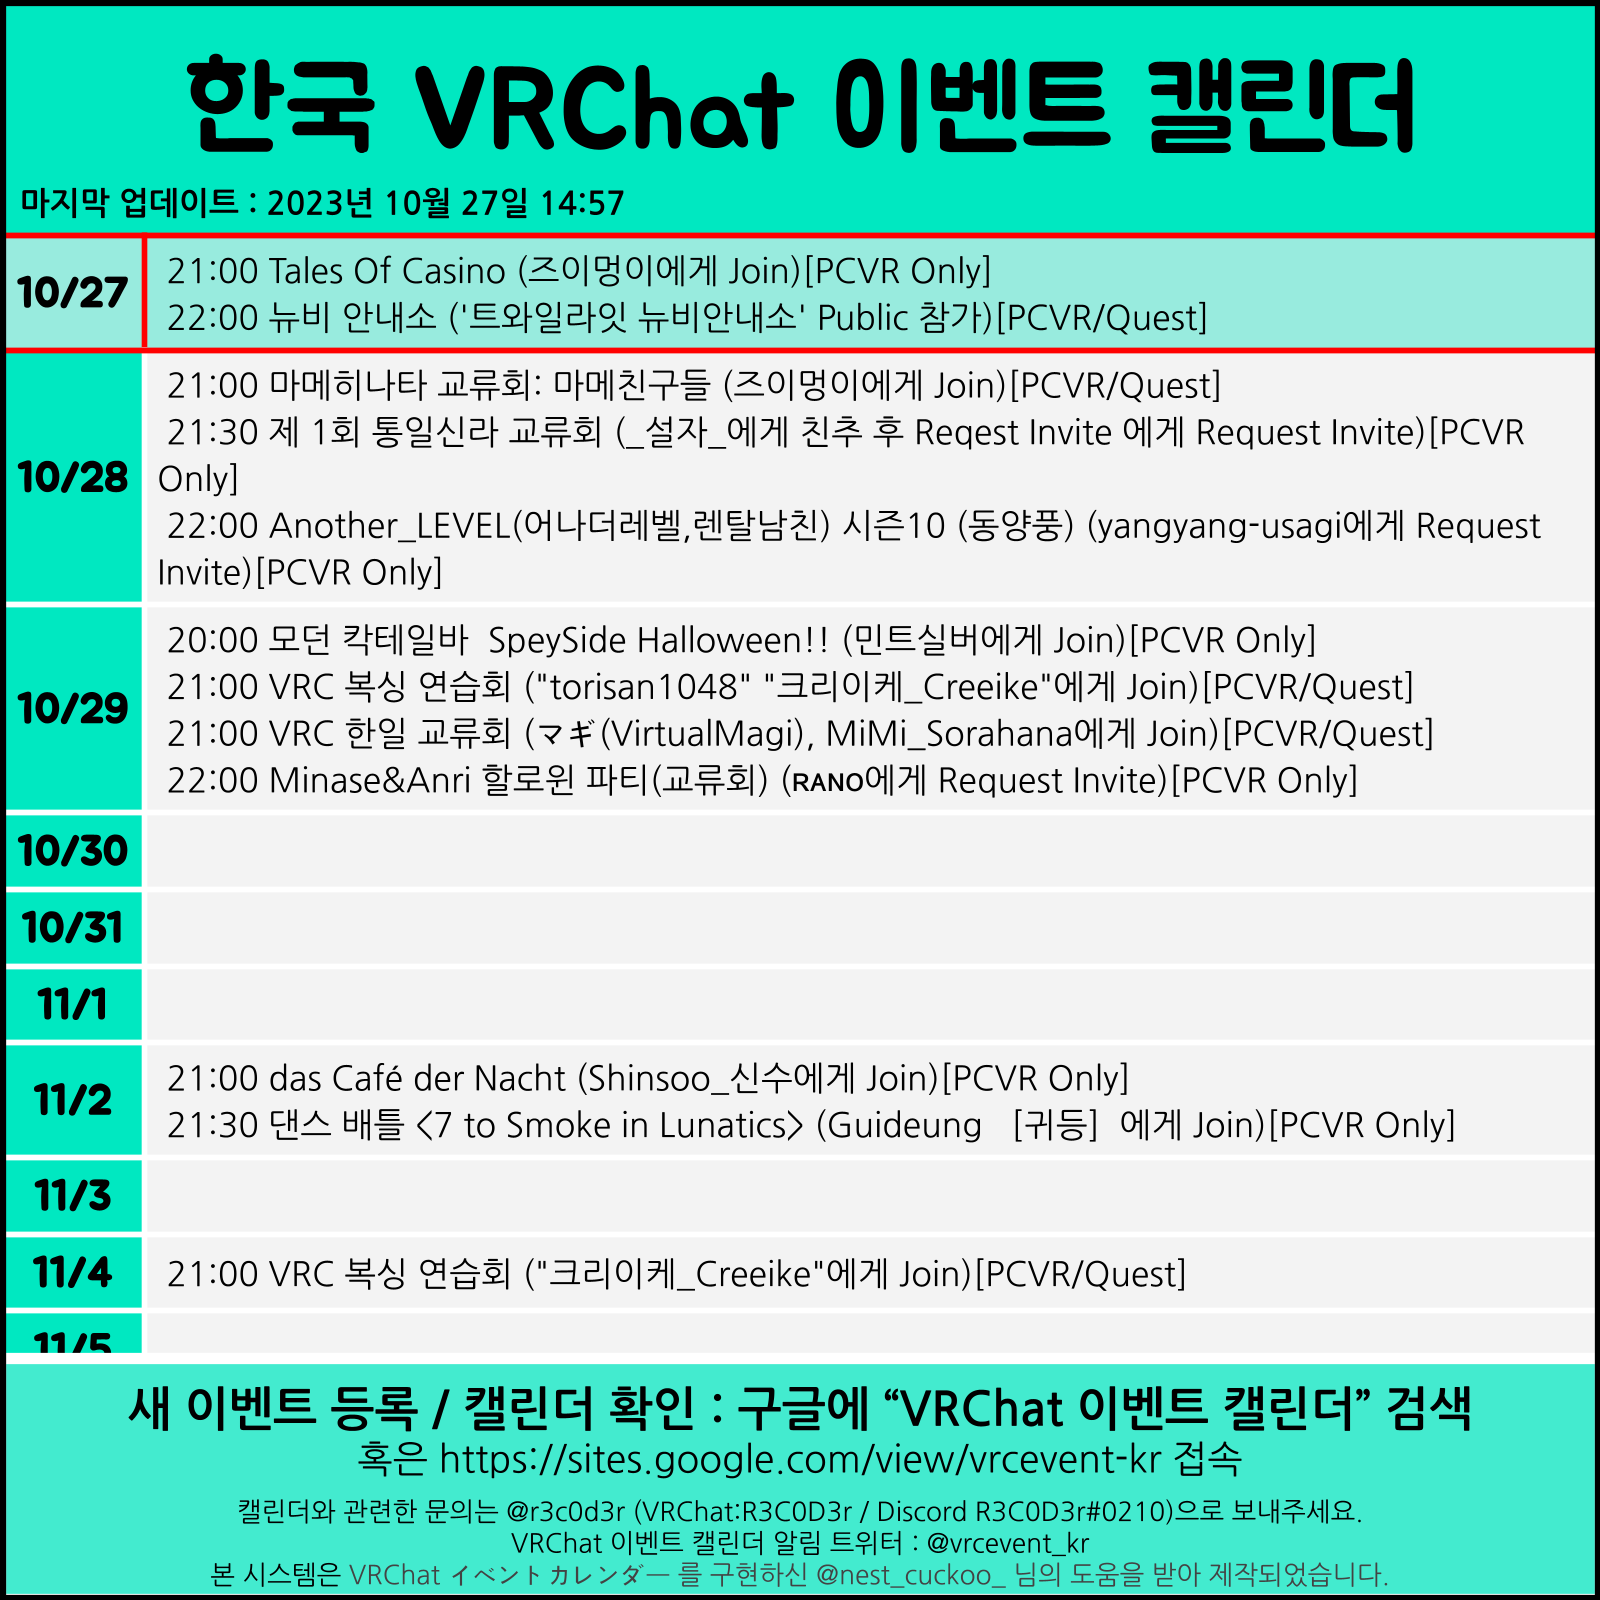 한국 VRChat 이벤트 캘린더
마지막 업데이트 : 2023년 10월 27일 14:57
10/27
21:00 Tales Of Casino (즈이멍이에게 Join)[PCVR Only]
22:00 뉴비 안내소 ('트와일라잇 뉴비안내소' Public 참가)[PCVR/Quest]
10/28
21:00 마메히나타 교류회: 마메친구들 (즈이멍이에게 Join)[PCVR/Quest]
21:30 제 1회 통일신라 교류회 (_설자_에게 친추 후 Reqest Invite 에게 Request Invite)[PCVR
Only]
22:00 Another_LEVEL(어나더레벨,렌탈남친) 시즌10 (동양풍) (yangyang-usagi에게 Request
Invite)[PCVR Only]
10/29
20:00 모던 칵테일바  SpeySide Halloween!! (민트실버에게 Join)[PCVR Only]
21:00 VRC 복싱 연습회 ("torisan1048" "크리이케_Creeike"에게 Join)[PCVR/Quest]
21:00 VRC 한일 교류회 (マギ(VirtualMagi), MiMi_Sorahana에게 Join)[PCVR/Quest]
22:00 Minase&Anri 할로윈 파티(교류회) (ʀᴀɴᴏ에게 Request Invite)[PCVR Only]
10/30
10/31
11/1
11/2
21:00 das Café der Nacht (Shinsoo_신수에게 Join)[PCVR Only]
21:30 댄스 배틀 <7 to Smoke in Lunatics> (Guideung   [귀등]  에게 Join)[PCVR Only]
11/3
11/4
21:00 VRC 복싱 연습회 ("크리이케_Creeike"에게 Join)[PCVR/Quest]
11/5
새 이벤트 등록 / 캘린더 확인 : 구글에 “VRChat 이벤트 캘린더” 검색
혹은 https://sites.google.com/view/vrcevent-kr 접속
캘린더와 관련한 문의는 @r3c0d3r (VRChat:R3C0D3r / Discord R3C0D3r#0210)으로 보내주세요.
VRChat 이벤트 캘린더 알림 트위터 : @vrcevent_kr
본 시스템은 VRChat イベントカレンダー 를 구현하신 @nest_cuckoo_ 님의 도움을 받아 제작되었습니다.